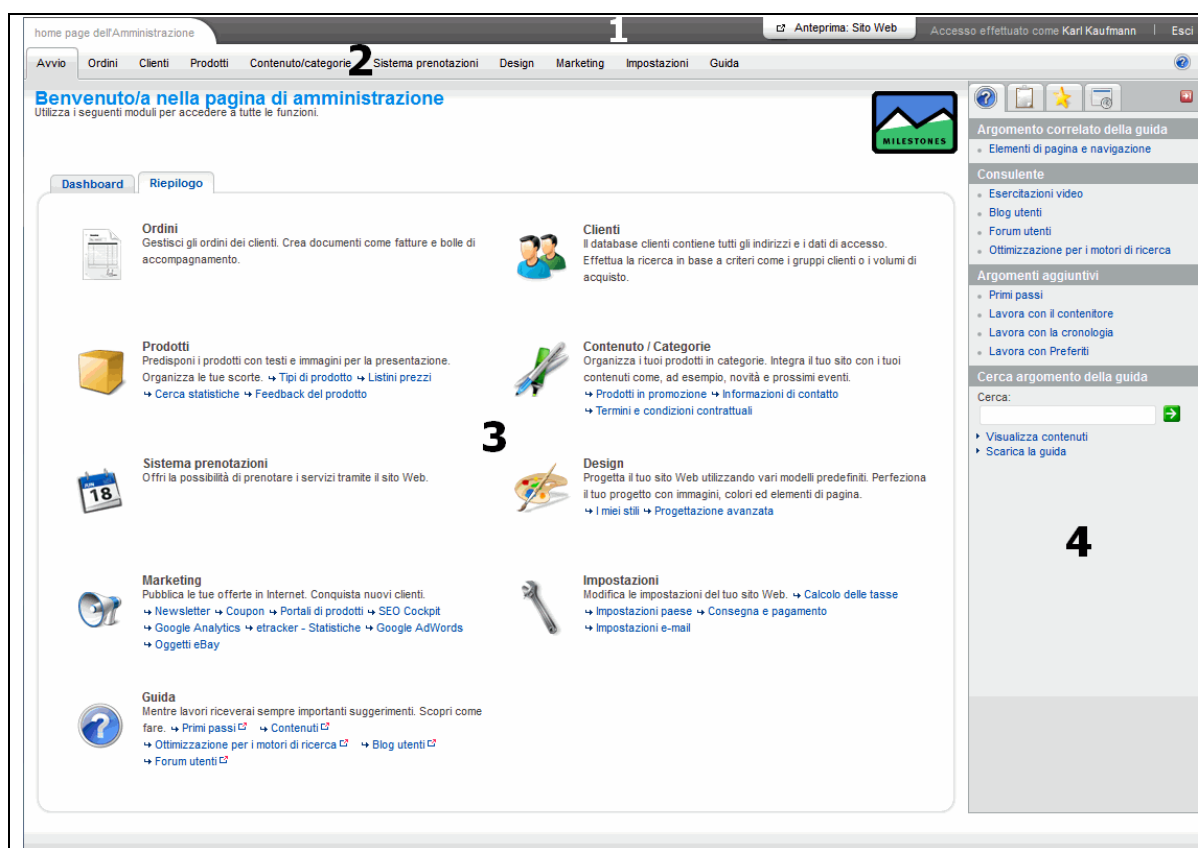 home page dell'Amministrazione
1
Anteprima: Sito Web
Accesso effettuato come Karl Kaufmann | Esci
Avvio Ordini Clienti Prodotti Contenuto/categorie 2 Sistema prenotazioni Design Marketing Impostazioni Guida
Benvenuto/a nella pagina di amministrazione
Utilizza i seguenti moduli per accedere a tutte le funzioni.
MILESTONES
Dashboard Riepilogo
Ordini
Gestisci gli ordini dei clienti. Crea documenti come fatture e bolle di
accompagnamento.
Clienti
Il database clienti contiene tutti gli indirizzi e i dati di accesso.
Effettua la ricerca in base a criteri come i gruppi clienti o i volumi di
acquisto.
Prodotti
Predisponi i prodotti con testi e immagini per la presentazione.
Organizza le tue scorte. Tipi di prodotto Listini prezzi
Cerca statistiche Feedback del prodotto
Contenuto / Categorie
Organizza i tuoi prodotti in categorie. Integra il tuo sito con i tuoi
contenuti come, ad esempio, novità e prossimi eventi.
Prodotti in promozione Informazioni di contatto
Termini e condizioni contrattuali
3
JUN
18
Sistema prenotazioni
Offri la possibilità di prenotare i servizi tramite il sito Web.
Design
Progetta il tuo sito Web utilizzando vari modelli predefiniti. Perfeziona
il tuo progetto con immagini, colori ed elementi di pagina.
I miei stili Progettazione avanzata
Marketing
Pubblica le tue offerte in Internet. Conquista nuovi clienti.
Newsletter Coupon Portali di prodotti SEO Cockpit
Google Analytics etracker - Statistiche Google AdWords
Oggetti eBay
Impostazioni
Modifica le impostazioni del tuo sito Web. Calcolo delle tasse
Impostazioni paese Consegna e pagamento
Impostazioni e-mail
Guida
Mentre lavori riceverai sempre importanti suggerimenti. Scopri come
fare. Primi passi Contenuti
Ottimizzazione per i motori di ricerca Blog utenti
Forum utenti
Argomento correlato della guida
Elementi di pagina e navigazione
Consulente
Esercitazioni video
Blog utenti
Forum utenti
Ottimizzazione per i motori di ricerca
Argomenti aggiuntivi
Primi passi
Lavora con il contenitore
Lavora con la cronologia
Lavora con Preferiti
Cerca argomento della guida
Cerca:
Visualizza contenuti
Scarica la guida
4